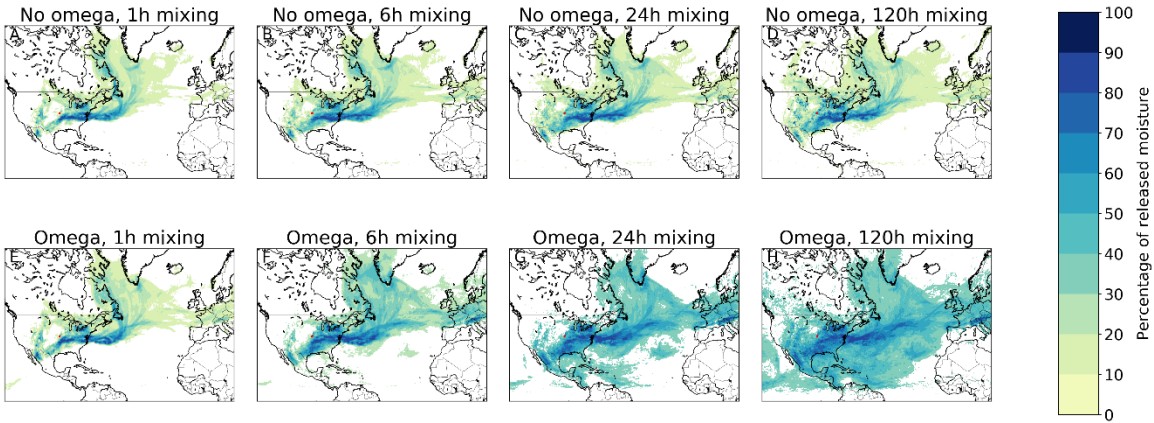 No omega, 1h mixing
No omega, 6h mixing
No omega, 24h mixing
No omega, 120h mixing
A
B
C
D
Omega, 1h mixing
Omega, 6h mixing
Omega, 24h mixing
Omega, 120h mixing
E
F
G
H
100
90
80
70
60
50
40
30
20
10
0
Percentage of released moisture